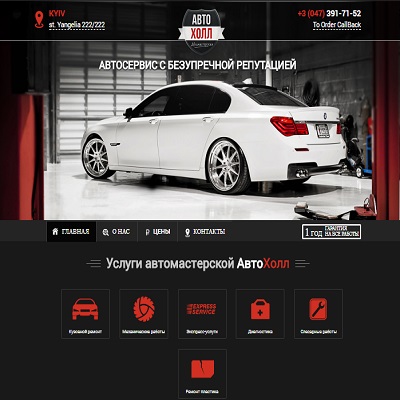 KYIV
st. Yangelia 222/222
АВТО
ХОЛЛ
+3 (047) 391-71-52
To Order CallBack
АВТОСЕРВИС С БЕЗУПРЕЧНОЙ РЕПУТАЦИЕЙ
ГЛАВНАЯ
О НАС
ЦЕНЫ
КОНТАКТЫ
1 ГОД ГАРАНТИЯ
НА ВСЕ РАБОТЫ
Услуги автомастерской АвтоХолл
EXPRESS
SERVICE
Кузовной ремонт
Механические работы
Экспресс-услуги
Диагностика
Слесарные работы
Ремонт пластика